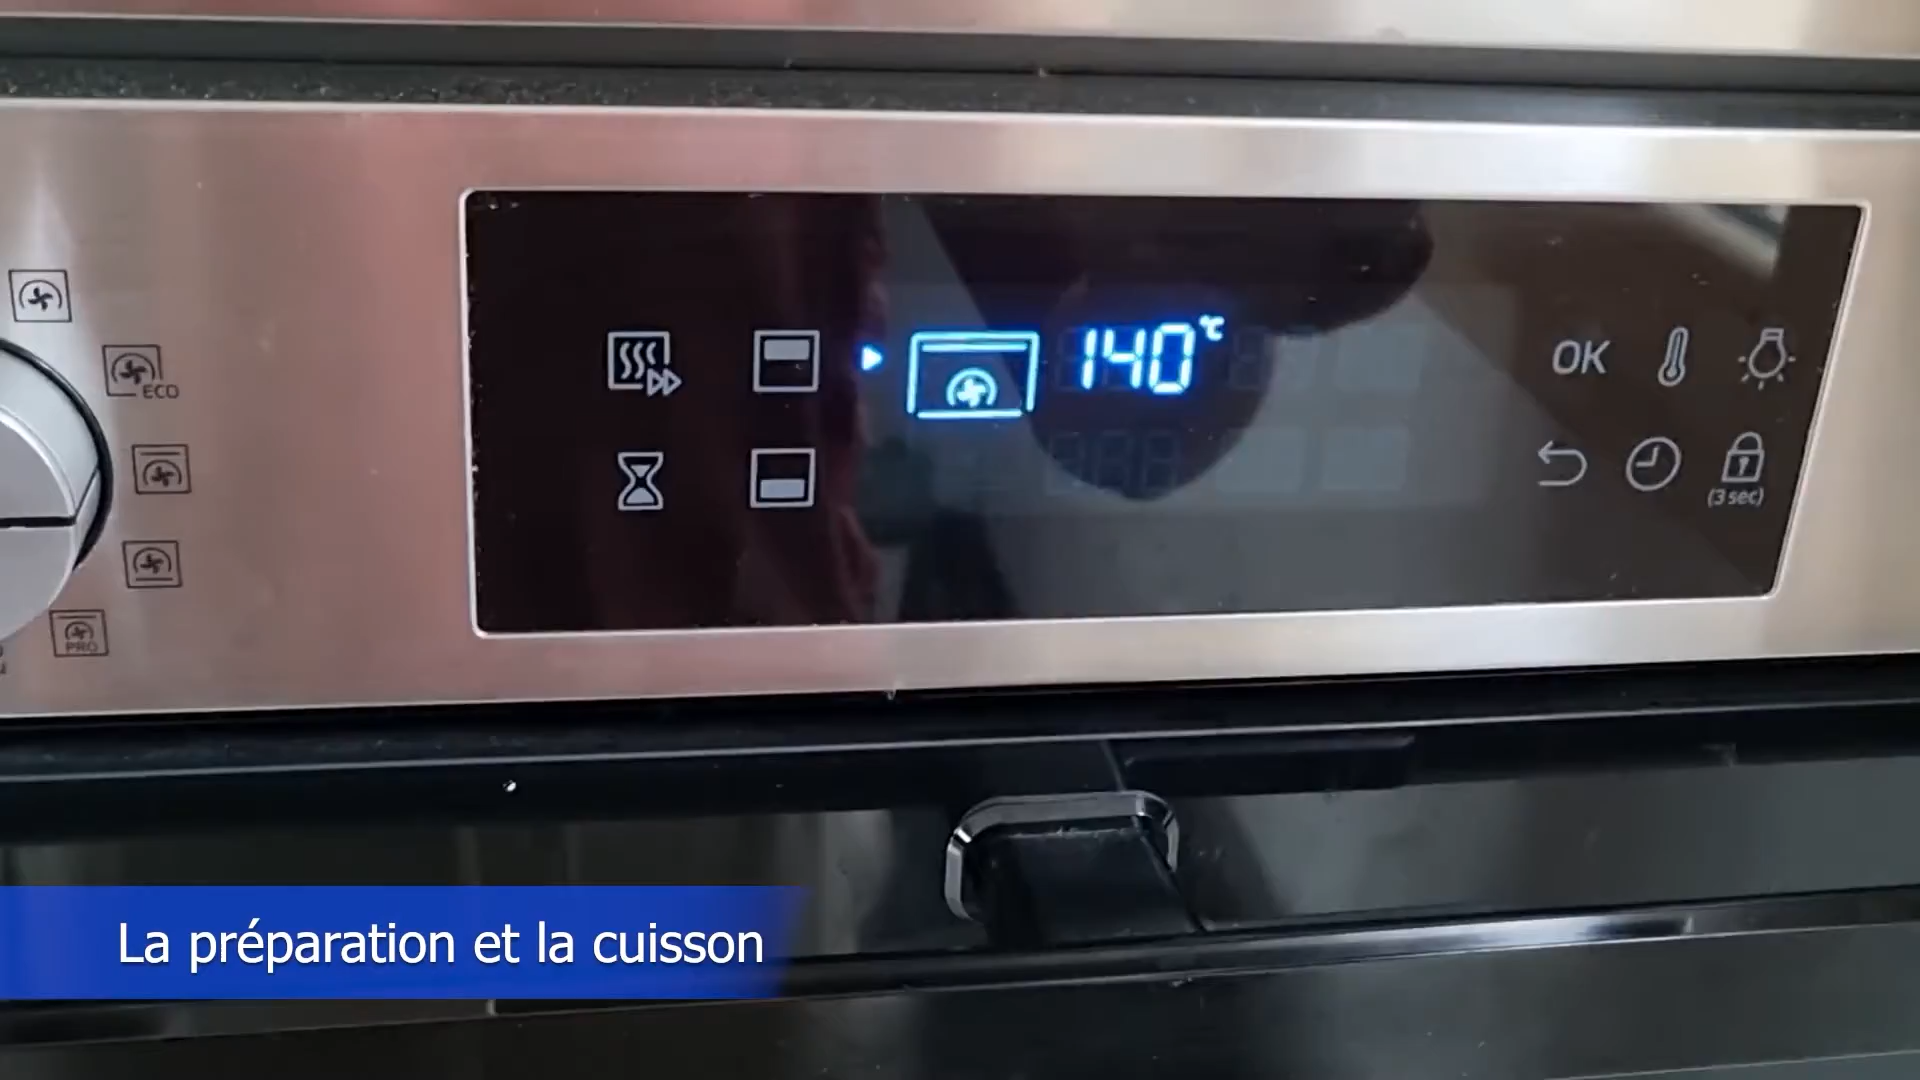 140°C
OK
ECO
(3 sec)
PRO
La préparation et la cuisson